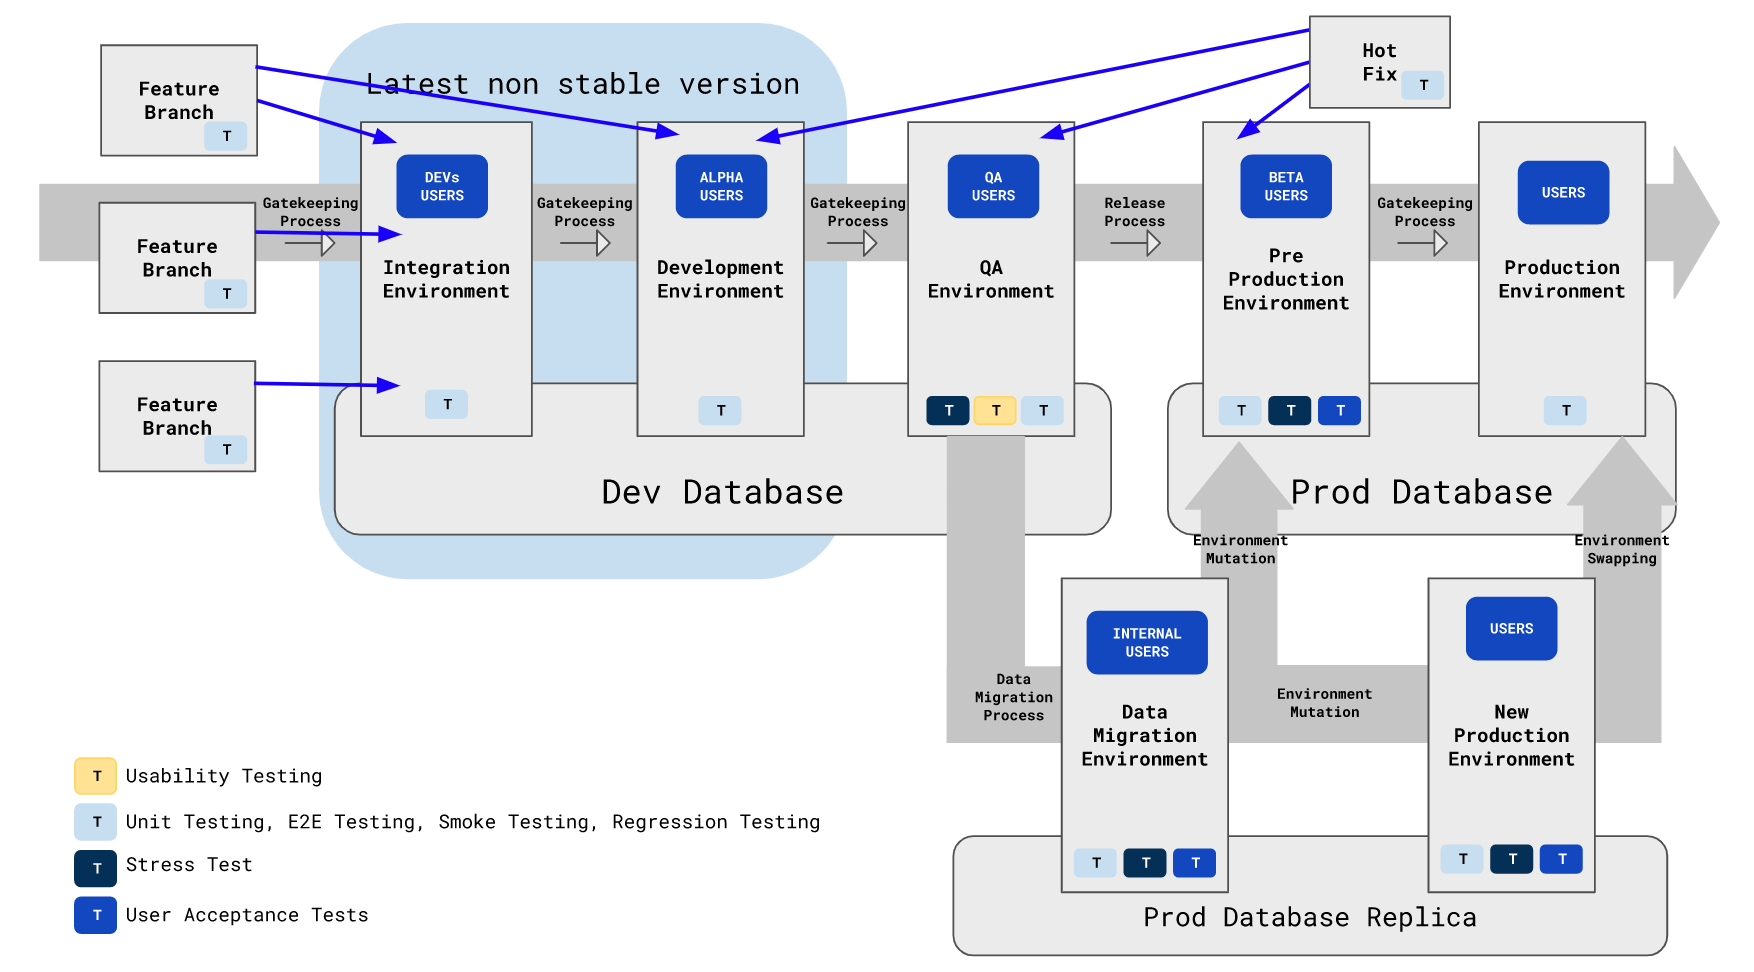 Latest non stable version
Feature
Branch
T
Feature
Branch
T
Feature
Branch
T
Hot
Fix
T
Gatekeeping
Process
DEVs
USERS
Integration
Environment
T
Gatekeeping
Process
ALPHA
USERS
Development
Environment
T
Gatekeeping
Process
QA
USERS
QA
Environment
T T T
Release
Process
BETA
USERS
Pre
Production
Environment
T T T
Gatekeeping
Process
USERS
Production
Environment
T
Dev Database
Prod Database
Environment
Mutation
Environment
Swapping
Data
Migration
Process
INTERNAL
USERS
Data
Migration
Environment
T T T
Environment
Mutation
USERS
New
Production
Environment
T T T
Prod Database Replica
T Usability Testing
T Unit Testing, E2E Testing, Smoke Testing, Regression Testing
T Stress Test
T User Acceptance Tests